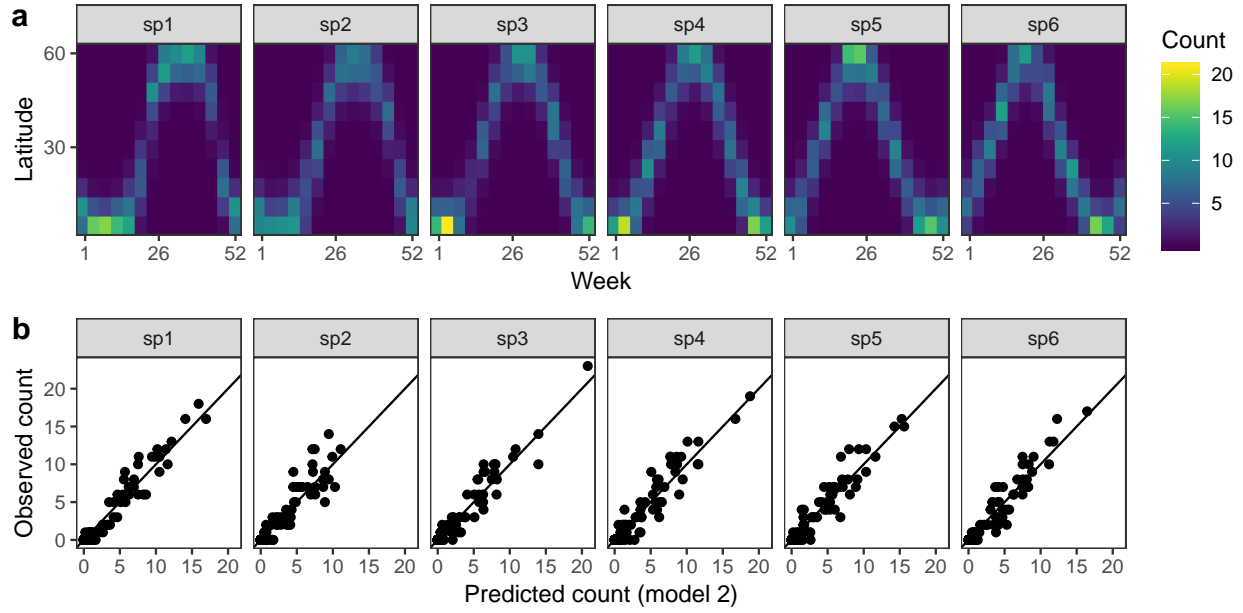 a
sp1 sp2 sp3 sp4 sp5 sp6
Count
60
30
Latitude
20
15
10
5
1 26 52 1 26 52 1 26 52 1 26 52 1 26 52 1 26 52
Week
b
sp1 sp2 sp3 sp4 sp5 sp6
20
15
10
5
0
Observed count
0 5 10 15 20 0 5 10 15 20 0 5 10 15 20 0 5 10 15 20 0 5 10 15 20 0 5 10 15 20
Predicted count (model 2)